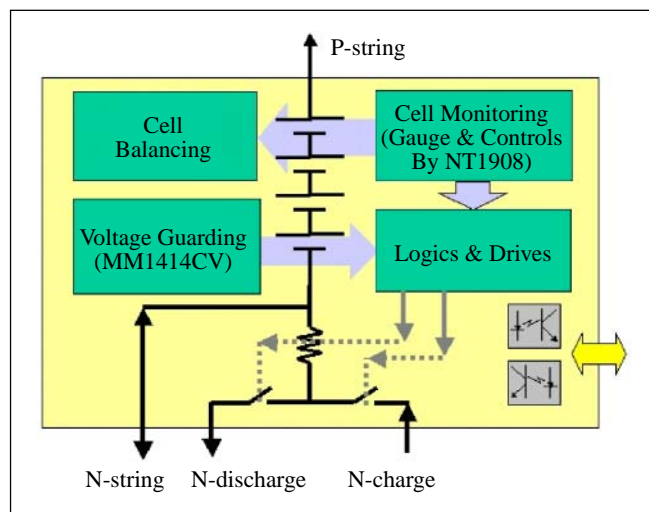 P-string
Cell
Balancing
Cell Monitoring
(Gauge & Controls
By NT1908)
Voltage Guarding
(MM1414CV)
Logics & Drives
N-string
N-discharge
N-charge